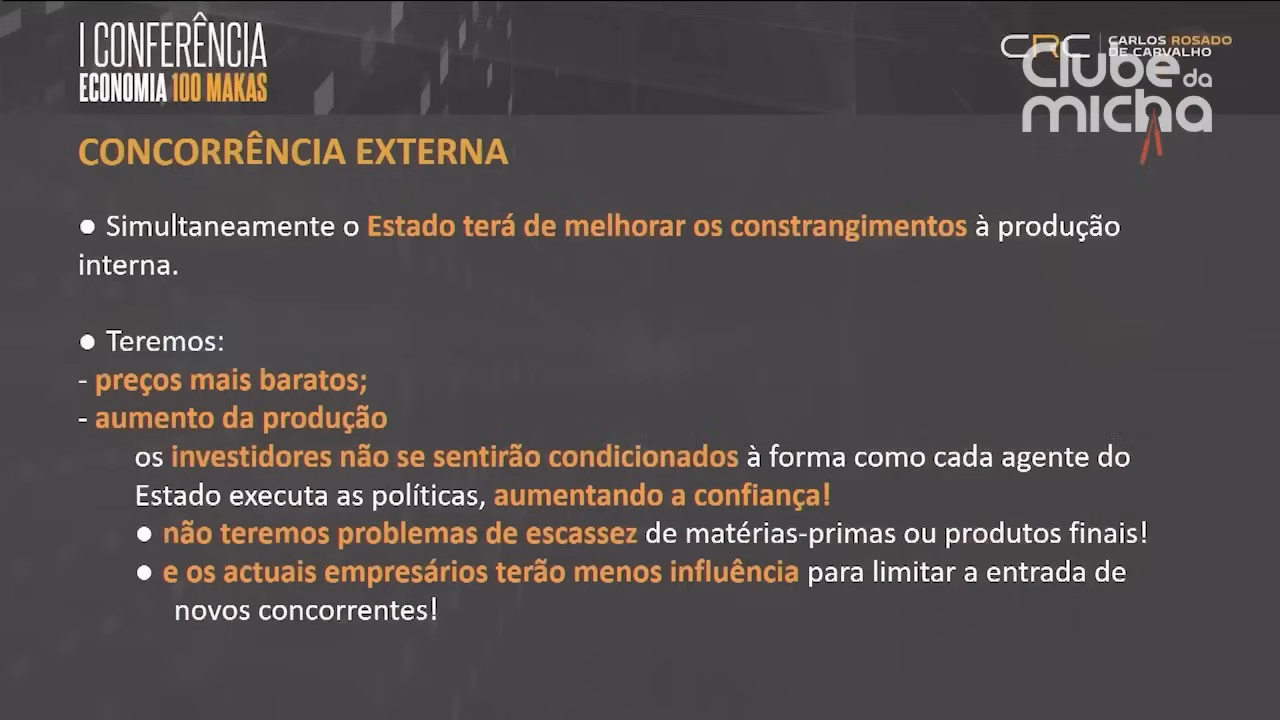 I CONFERÊNCIA
ECONOMIA 100 MAKAS
CRC CARLOS ROSADO
DE CARVALHO
Clube da
micha
CONCORRÊNCIA EXTERNA
● Simultaneamente o Estado terá de melhorar os constrangimentos à produção
interna.
● Teremos:
- preços mais baratos;
- aumento da produção
os investidores não se sentirão condicionados à forma como cada agente do
Estado executa as políticas, aumentando a confiança!
● não teremos problemas de escassez de matérias-primas ou produtos finais!
● e os actuais empresários terão menos influência para limitar a entrada de
novos concorrentes!